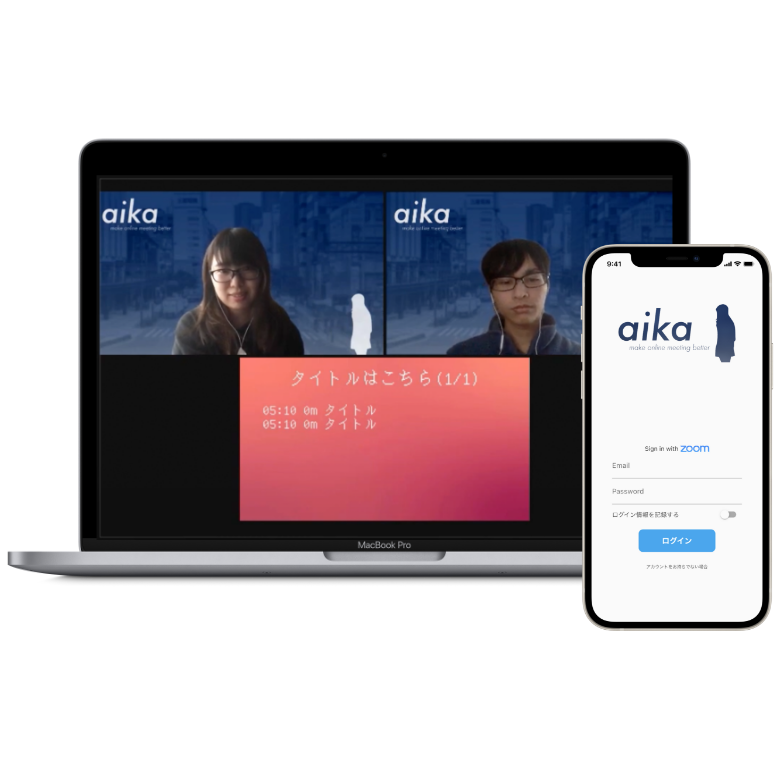 aika
make online meeting better
aika
make online meeting better
タイトルはこちら(1/1)
05:10 0m タイトル
05:10 0m タイトル
MacBook Pro
9:41
aika
make online meeting better
Sign in with zoom
Email
Password
ログイン情報を記録する
ログイン
アカウントをお持ちでない場合